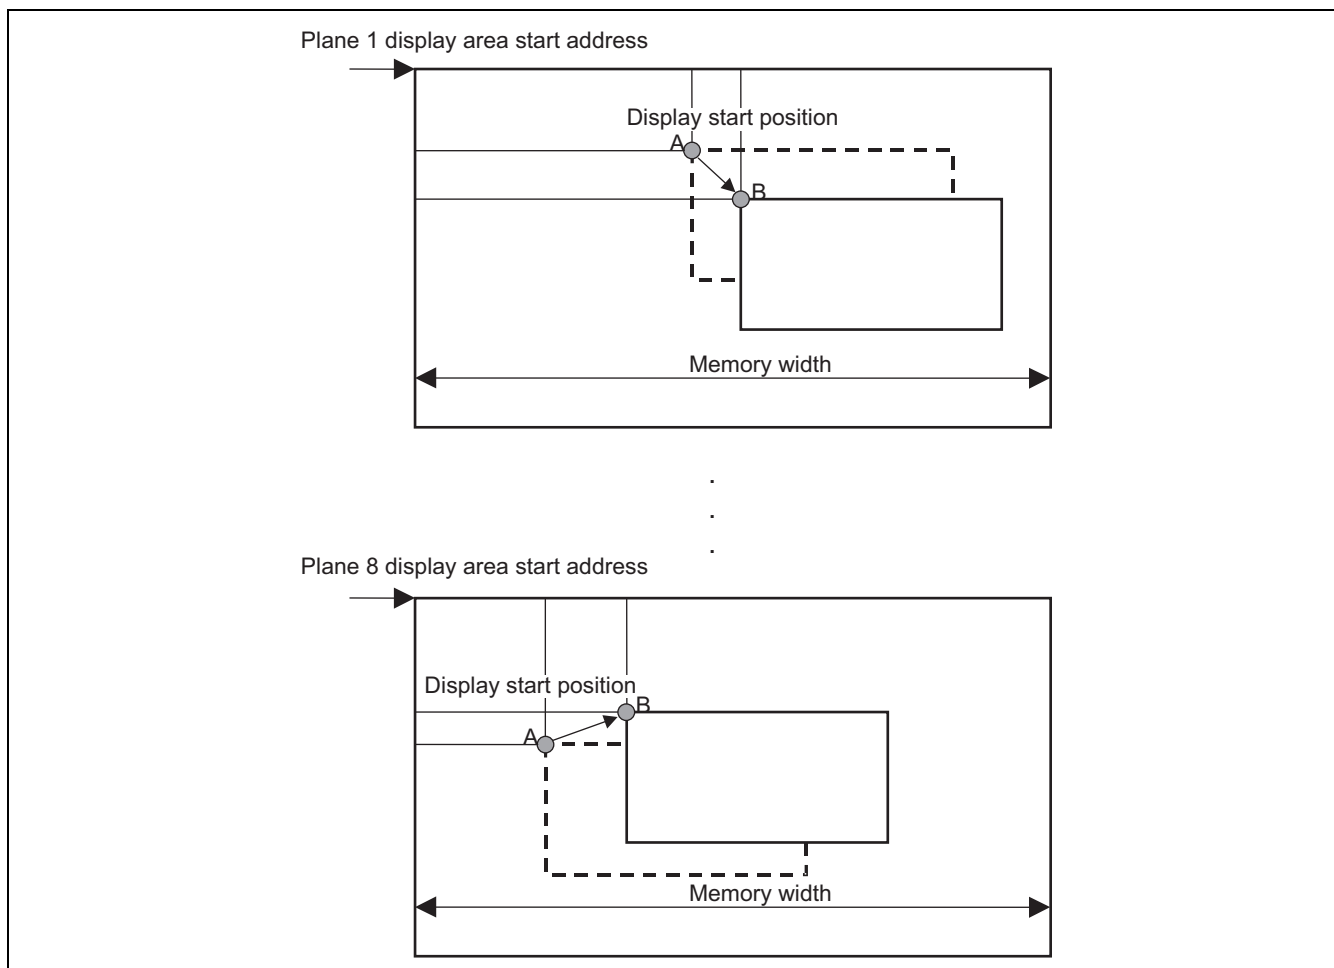 Plane 1 display area start address
Display start position
A
B
Memory width
.
.
.
Plane 8 display area start address
Display start position
B
A
Memory width